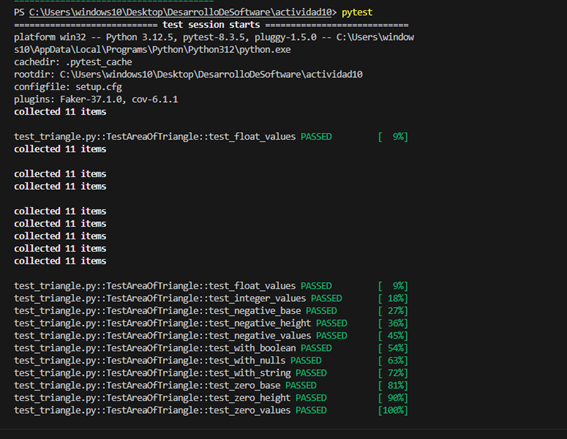 PS C:\Users\windows10\Desktop\DesarrolloDeSoftware\actividad10> pytest
============================= test session starts =============================
platform win32 -- Python 3.12.5, pytest-8.3.5, pluggy-1.5.0 -- C:\Users\window
s10\AppData\Local\Programs\Python\Python312\python.exe
cachedir: .pytest_cache
rootdir: C:\Users\windows10\Desktop\DesarrolloDeSoftware\actividad10
configfile: setup.cfg
plugins: Faker-37.1.0, cov-6.1.1
collected 11 items
test_triangle.py::TestAreaOfTriangle::test_float_values PASSED [ 9%]
collected 11 items
collected 11 items
collected 11 items
collected 11 items
collected 11 items
collected 11 items
collected 11 items
collected 11 items
test_triangle.py::TestAreaOfTriangle::test_float_values PASSED [ 9%]
test_triangle.py::TestAreaOfTriangle::test_integer_values PASSED [ 18%]
test_triangle.py::TestAreaOfTriangle::test_negative_base PASSED [ 27%]
test_triangle.py::TestAreaOfTriangle::test_negative_height PASSED [ 36%]
test_triangle.py::TestAreaOfTriangle::test_negative_values PASSED [ 45%]
test_triangle.py::TestAreaOfTriangle::test_with_boolean PASSED [ 54%]
test_triangle.py::TestAreaOfTriangle::test_with_nulls PASSED [ 63%]
test_triangle.py::TestAreaOfTriangle::test_with_string PASSED [ 72%]
test_triangle.py::TestAreaOfTriangle::test_zero_base PASSED [ 81%]
test_triangle.py::TestAreaOfTriangle::test_zero_height PASSED [ 90%]
test_triangle.py::TestAreaOfTriangle::test_zero_values PASSED [100%]